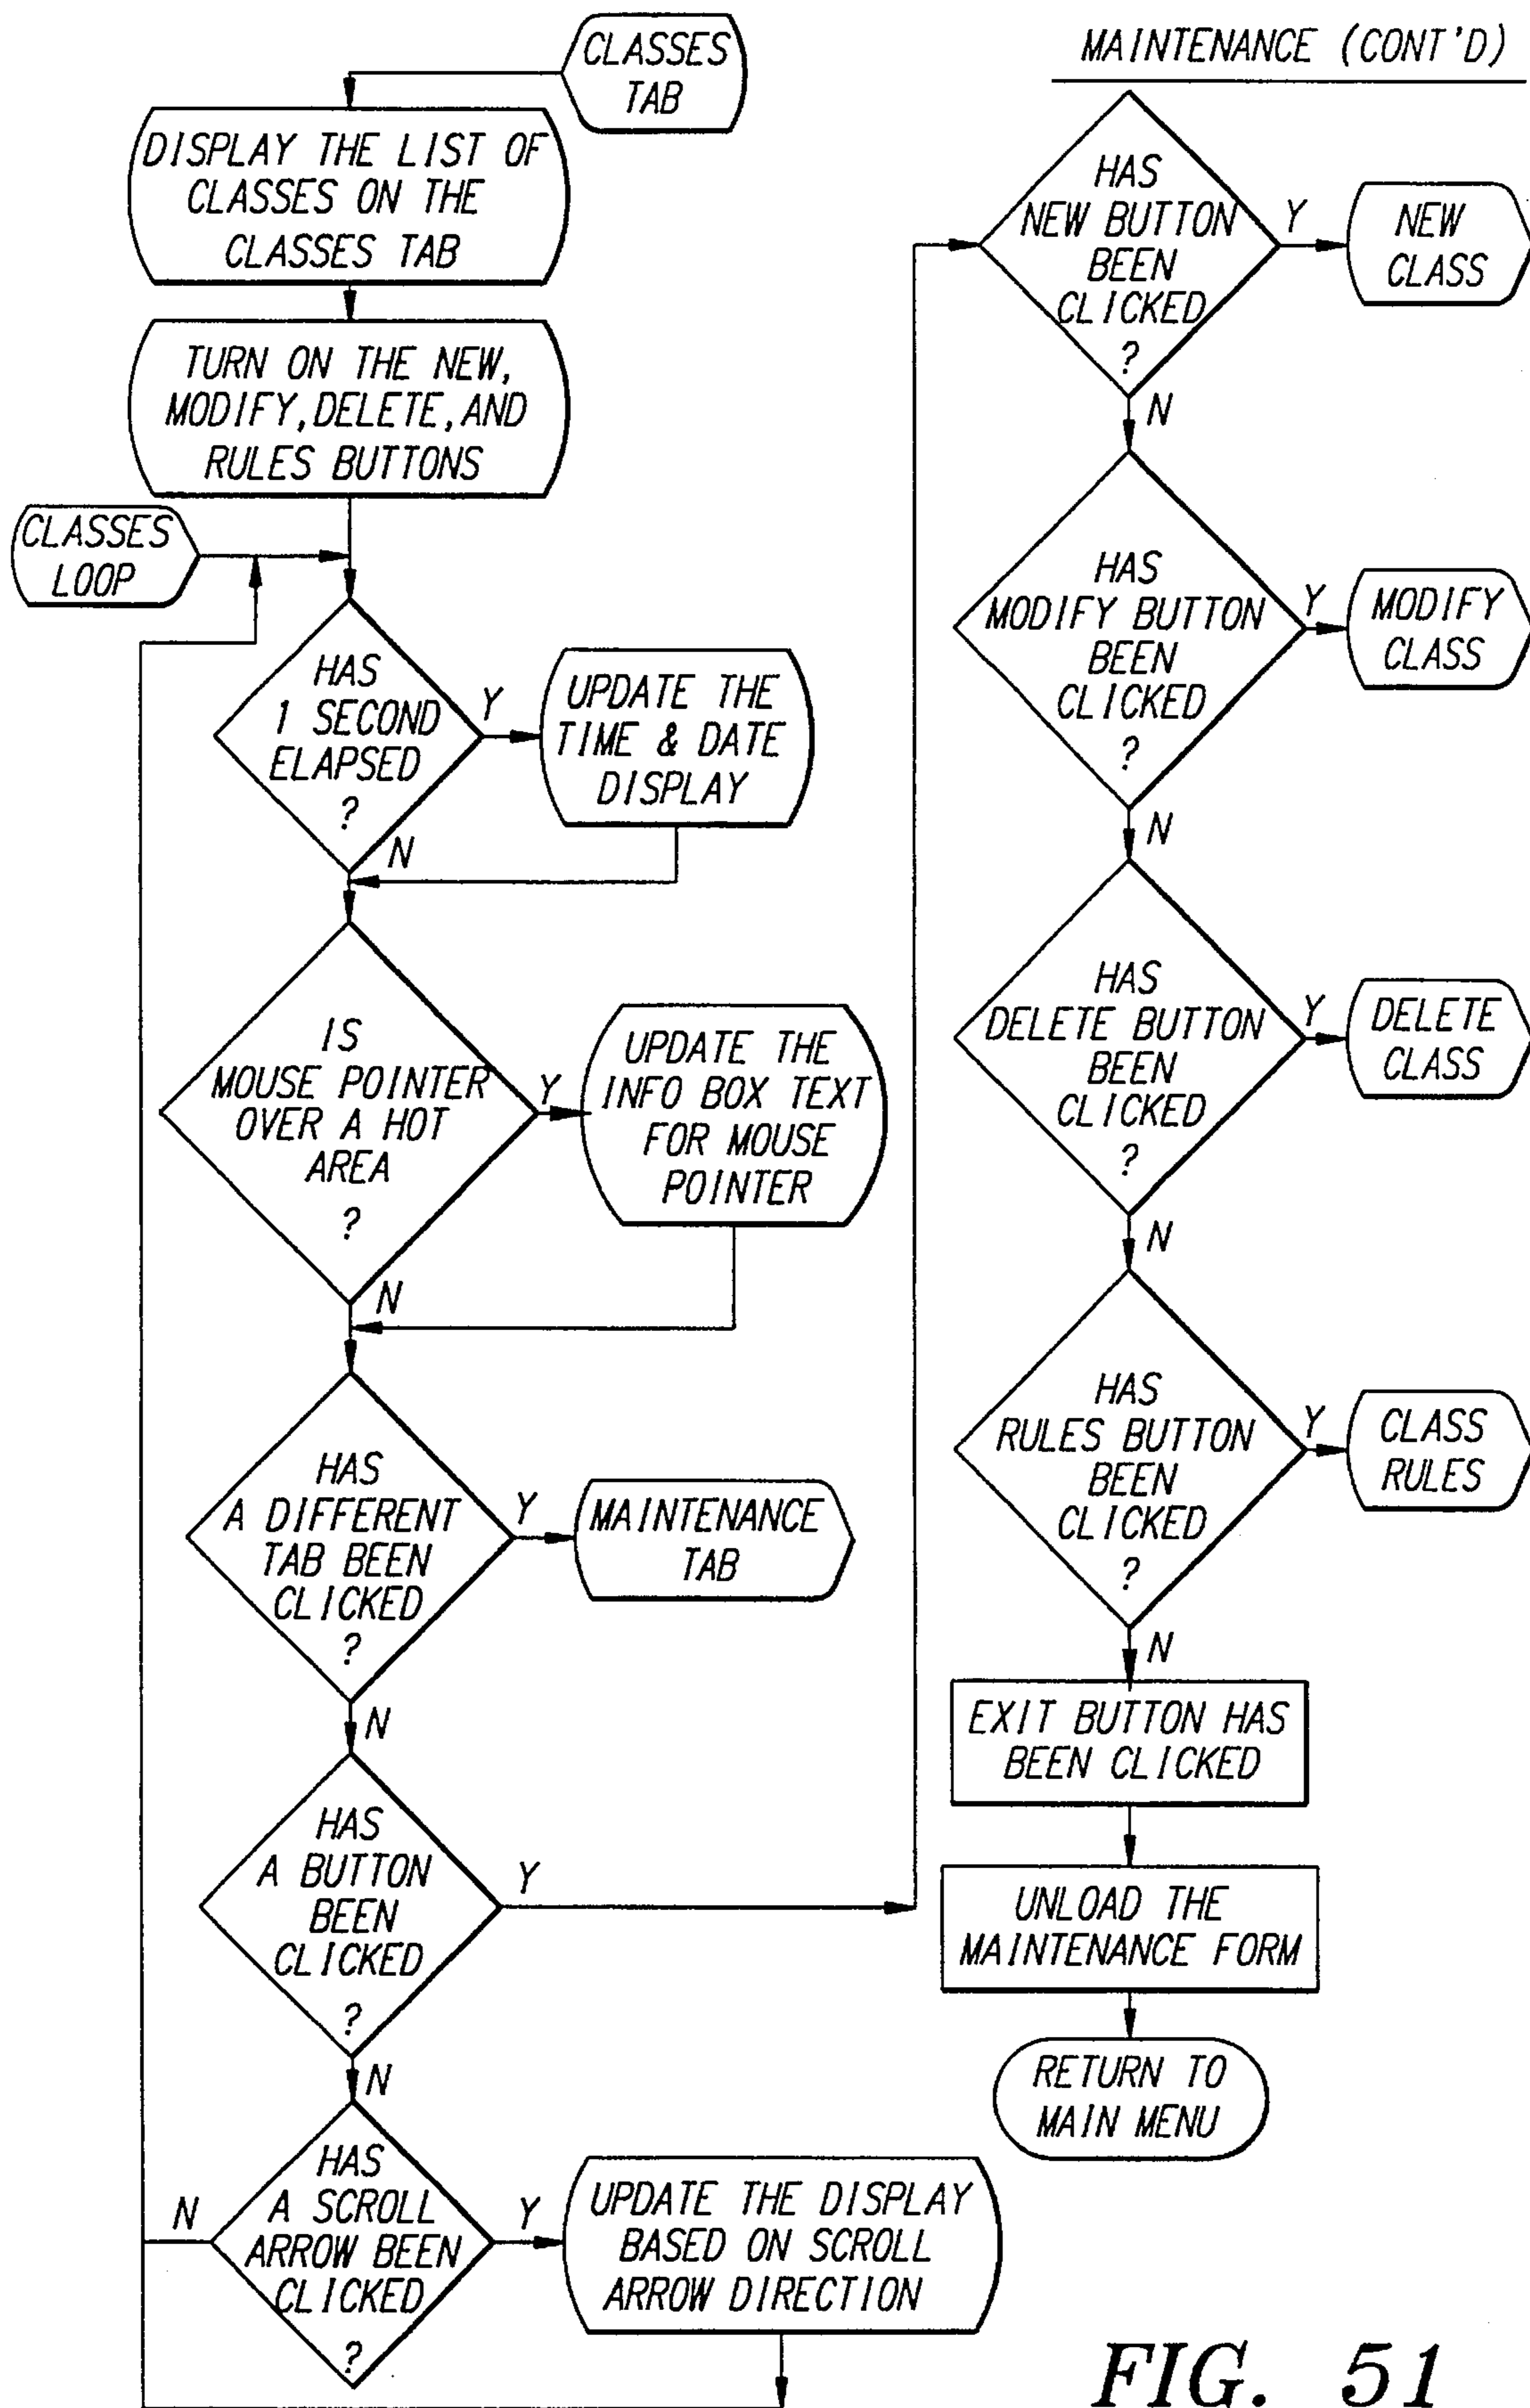 CLASSES
TAB
DISPLAY THE LIST OF
CLASSES ON THE
CLASSES TAB
TURN ON THE NEW,
MODIFY, DELETE, AND
RULES BUTTONS
CLASSES
LOOP
HAS
1 SECOND
ELAPSED
?
Y
N
UPDATE THE
TIME & DATE
DISPLAY
IS
MOUSE POINTER
OVER A HOT
AREA
?
Y
N
UPDATE THE
INFO BOX TEXT
FOR MOUSE
POINTER
HAS
A DIFFERENT
TAB BEEN
CLICKED
?
Y
N
MAINTENANCE
TAB
HAS
A BUTTON
BEEN
CLICKED
?
Y
N
HAS
A SCROLL
ARROW BEEN
CLICKED
?
N
Y
UPDATE THE DISPLAY
BASED ON SCROLL
ARROW DIRECTION
MAINTENANCE (CONT'D)
HAS
NEW BUTTON
BEEN
CLICKED
?
Y
N
NEW
CLASS
HAS
MODIFY BUTTON
BEEN
CLICKED
?
Y
N
MODIFY
CLASS
HAS
DELETE BUTTON
BEEN
CLICKED
?
Y
N
DELETE
CLASS
HAS
RULES BUTTON
BEEN
CLICKED
?
Y
N
CLASS
RULES
EXIT BUTTON HAS
BEEN CLICKED
UNLOAD THE
MAINTENANCE FORM
RETURN TO
MAIN MENU
FIG. 51